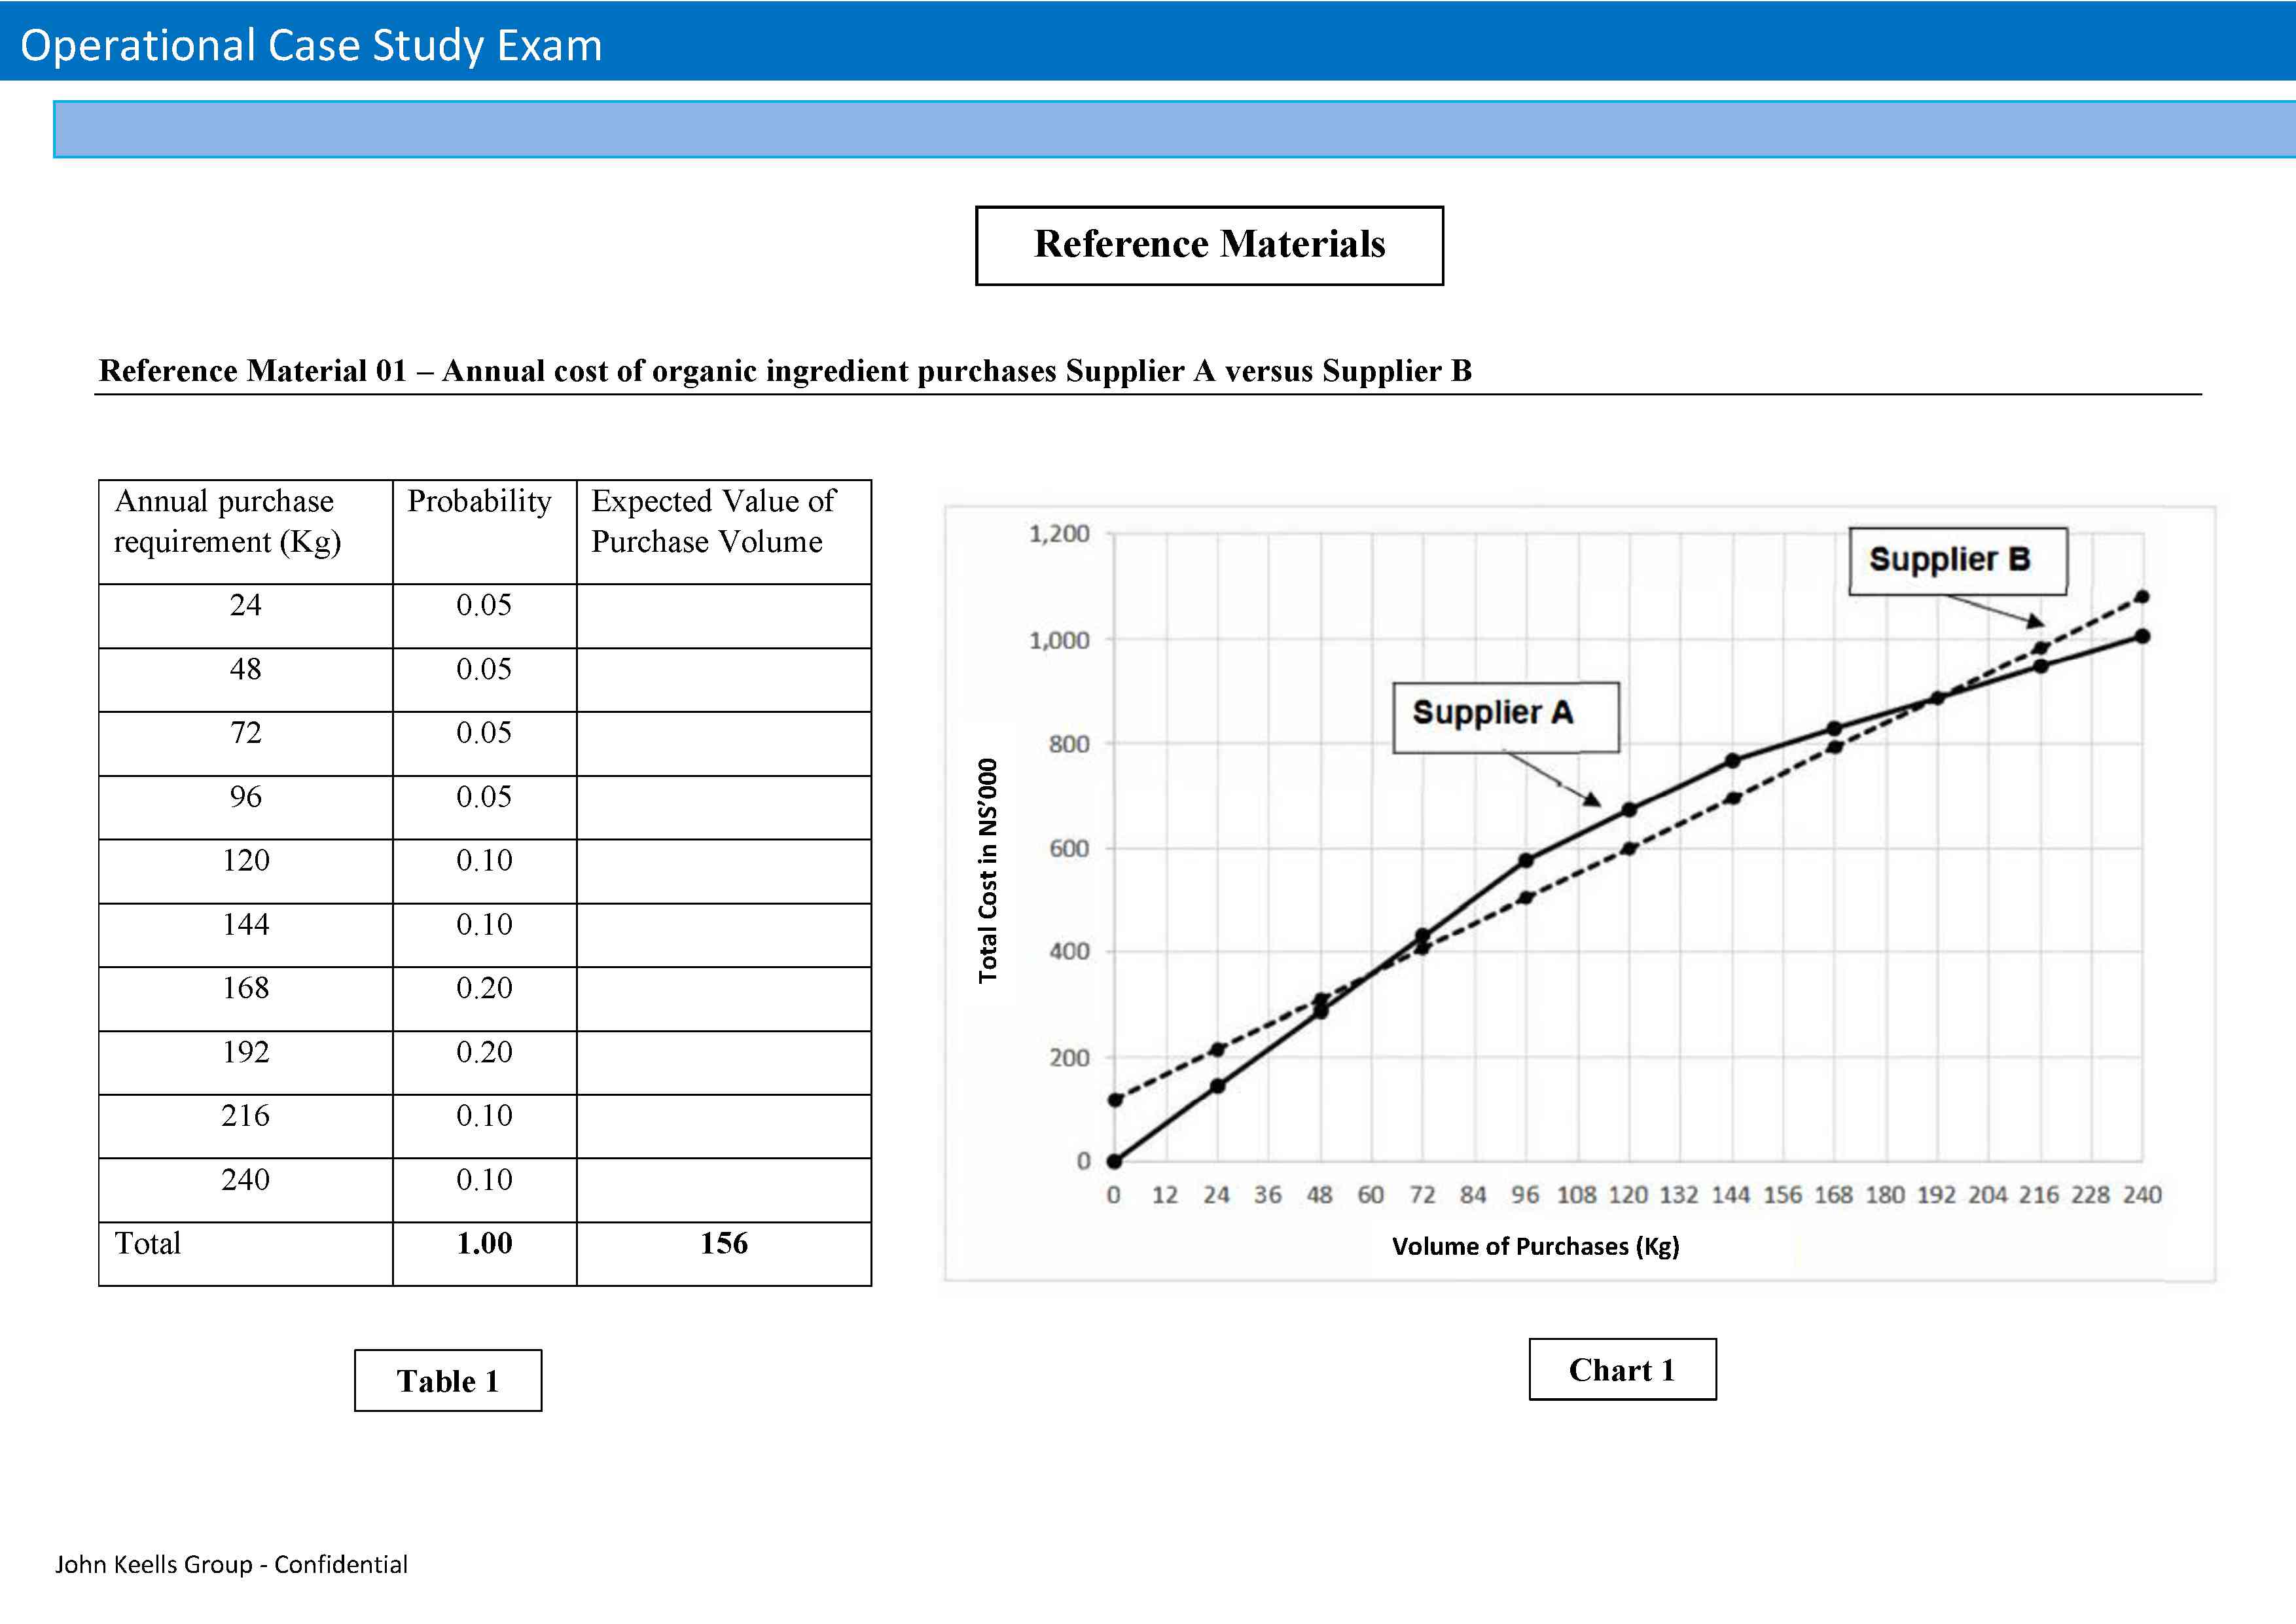 Operational Case Study Exam
Reference Materials
Reference Material 01 – Annual cost of organic ingredient purchases Supplier A versus Supplier B
Annual purchase requirement (Kg) Probability Expected Value of Purchase Volume
24 0.05
48 0.05
72 0.05
96 0.05
120 0.10
144 0.10
168 0.20
192 0.20
216 0.10
240 0.10
Total 1.00 156
Table 1
Total Cost in NS’000
1,200
1,000
800
600
400
200
0
Supplier B
Supplier A
0 12 24 36 48 60 72 84 96 108 120 132 144 156 168 180 192 204 216 228 240
Volume of Purchases (Kg)
Chart 1
John Keells Group - Confidential